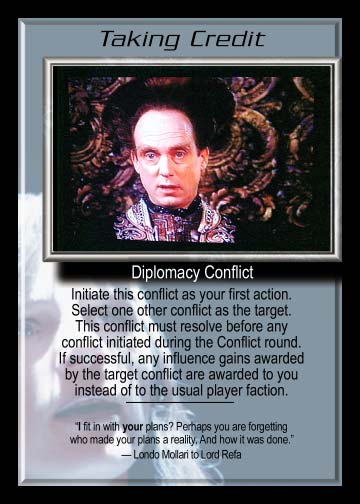 Taking Credit
Diplomacy Conflict
Initiate this conflict as your first action.
Select one other conflict as the target.
This conflict must resolve before any
conflict initiated during the Conflict round.
If successful, any influence gains awarded
by the target conflict are awarded to you
instead of to the usual player faction.
“I fit in with your plans? Perhaps you are forgetting
who made your plans a reality. And how it was done.”
— Londo Mollari to Lord Refa